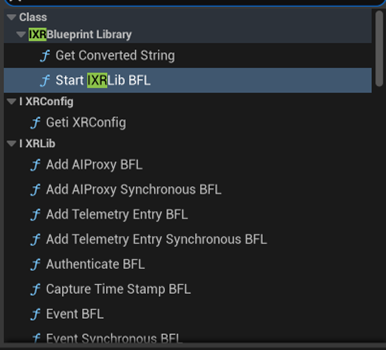 Class
IXRBlueprint Library
Get Converted String
Start IXRLib BFL
I XRConfig
Geti XRConfig
I XRLib
Add AIProxy BFL
Add AIProxy Synchronous BFL
Add Telemetry Entry BFL
Add Telemetry Entry Synchronous BFL
Authenticate BFL
Capture Time Stamp BFL
Event BFL
Event Synchronous BFL